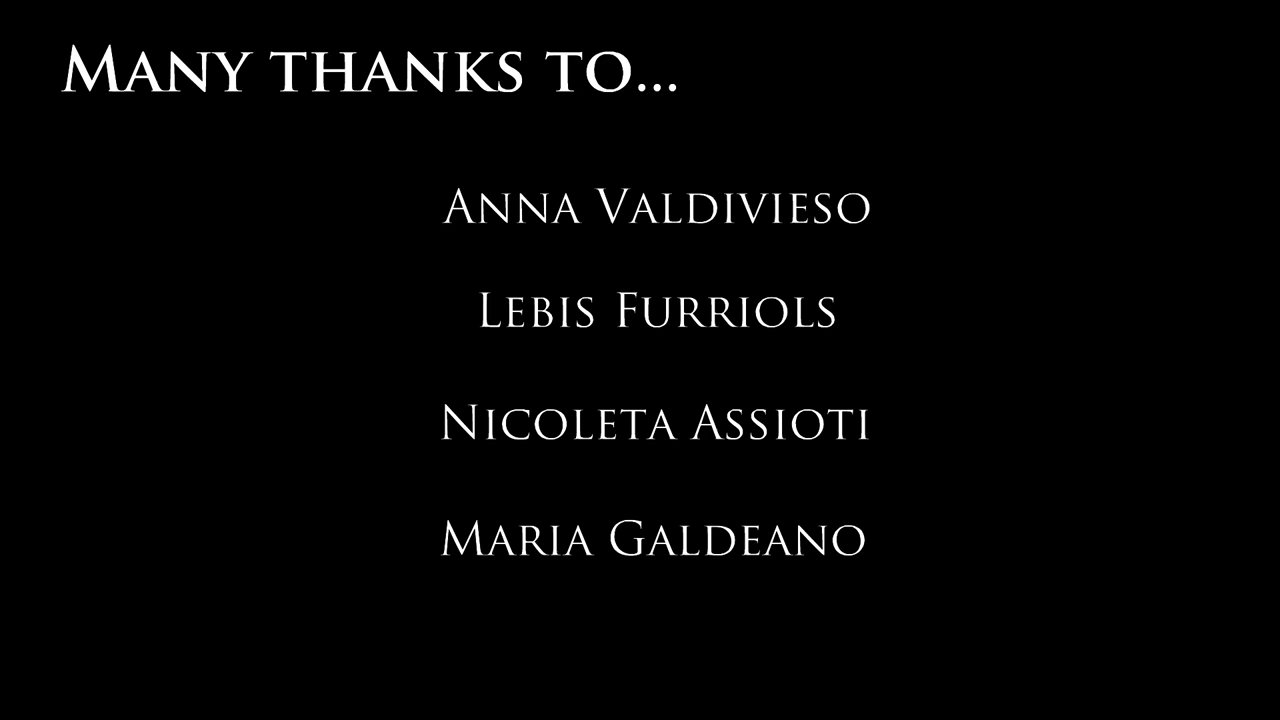 Many thanks to...
Anna Valdivieso
Lebis Furriols
Nicoleta Assioti
Maria Galdeano